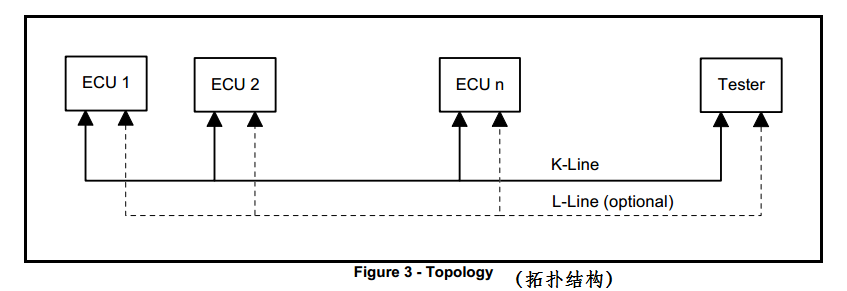 ECU 1
ECU 2
ECU n
Tester
K-Line
L-Line (optional)
Figure 3 - Topology （拓扑结构）